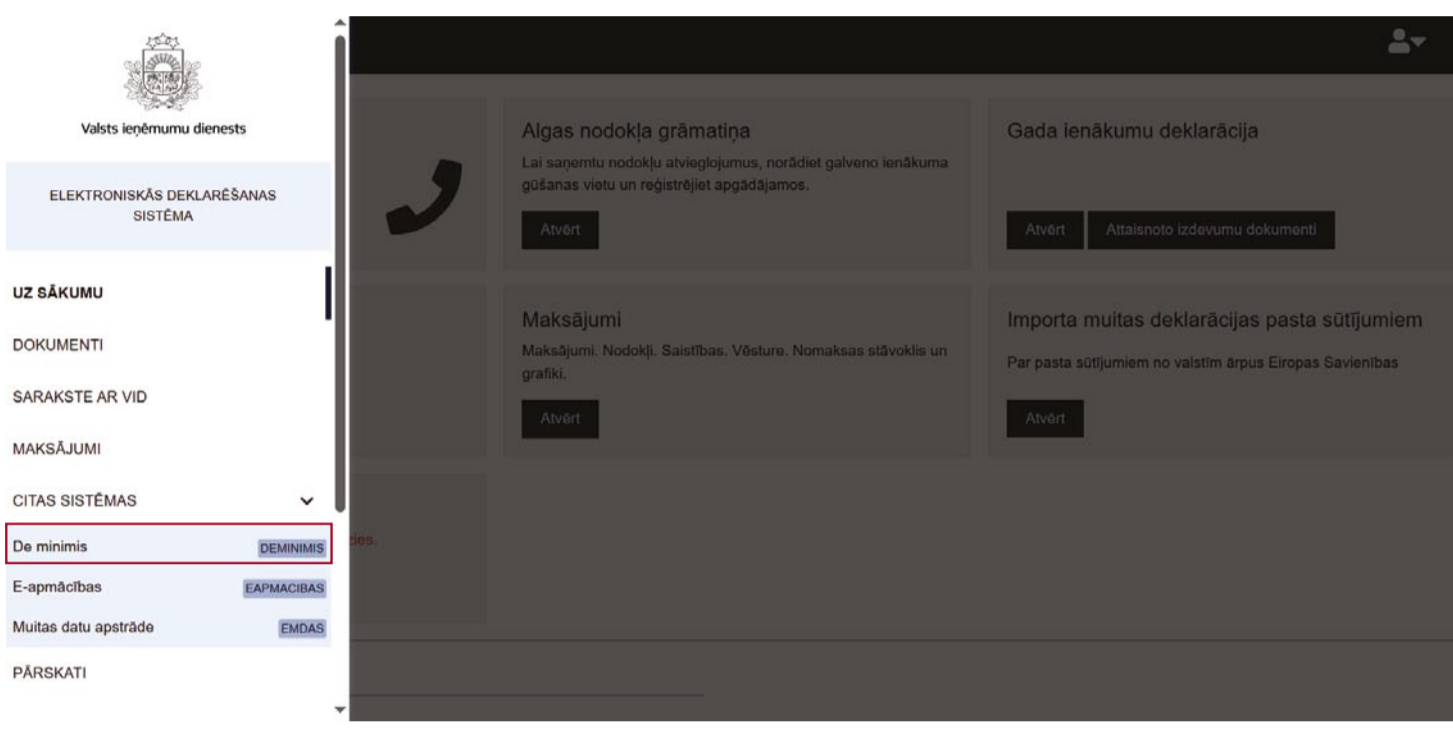 Valsts ieņēmumu dienests
ELEKTRONISKĀS DEKLARĒŠANAS
SISTĒMA
UZ SĀKUMU
DOKUMENTI
SARAKSTE AR VID
MAKSĀJUMI
CITAS SISTĒMAS
De minimis DEMINIMIS
E-apmācības EAPMACIBAS
Muitas datu apstrāde EMDAS
PĀRSKATI
Algas nodokļa grāmatiņa
Lai saņemtu nodokļu atvieglojumus, norādiet galveno ienākuma
gūšanas vietu un reģistrējiet apgādājamos.
Atvērt
Gada ienākumu deklarācija
Atvērt Attaisnoto izdevumu dokumenti
Maksājumi
Maksājumi. Nodokļi. Saistības. Vēsture. Nomaksas stāvoklis un
grafiki.
Atvērt
Importa muitas deklarācijas pasta sūtījumiem
Par pasta sūtījumiem no valstīm ārpus Eiropas Savienības
Atvērt